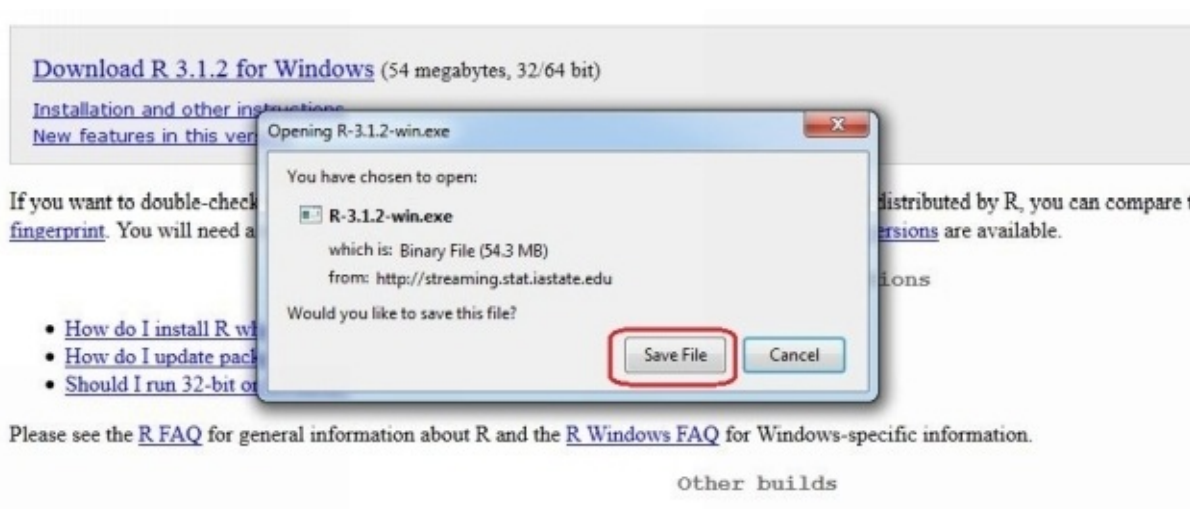 Download R 3.1.2 for Windows (54 megabytes, 32/64 bit)
Installation and other instructions
New features in this ver
Opening R-3.1.2-win.exe
You have chosen to open:
R-3.1.2-win.exe
which is: Binary File (54.3 MB)
from: http://streaming.stat.iastate.edu
Would you like to save this file?
Save File Cancel
If you want to double-check distributed by R, you can compare t
fingerprint. You will need a ersions are available.
ions
How do I install R wh
How do I update pack
Should I run 32-bit or
Please see the R FAQ for general information about R and the R Windows FAQ for Windows-specific information.
Other builds